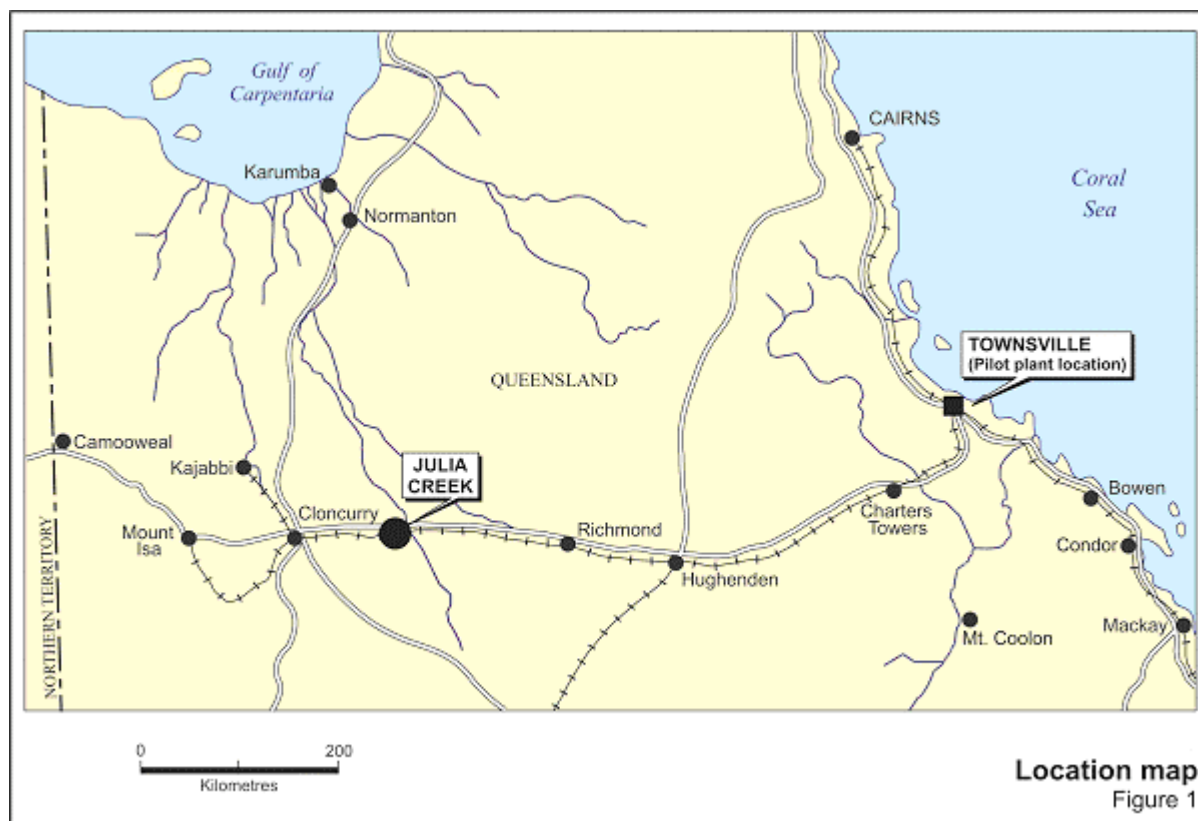 Gulf of
Carpentaria
CAIRNS
Karumba
Coral
Sea
Normanton
TOWNSVILLE
(Pilot plant location)
QUEENSLAND
Camooweal
Kajabbi
JULIA
CREEK
Bowen
Cloncurry
Charters
Towers
Mount
Isa
Richmond
Condor
Hughenden
NORTHERN TERRITORY
Mt. Coolon
Mackay
0 200
Kilometres
Location map
Figure 1